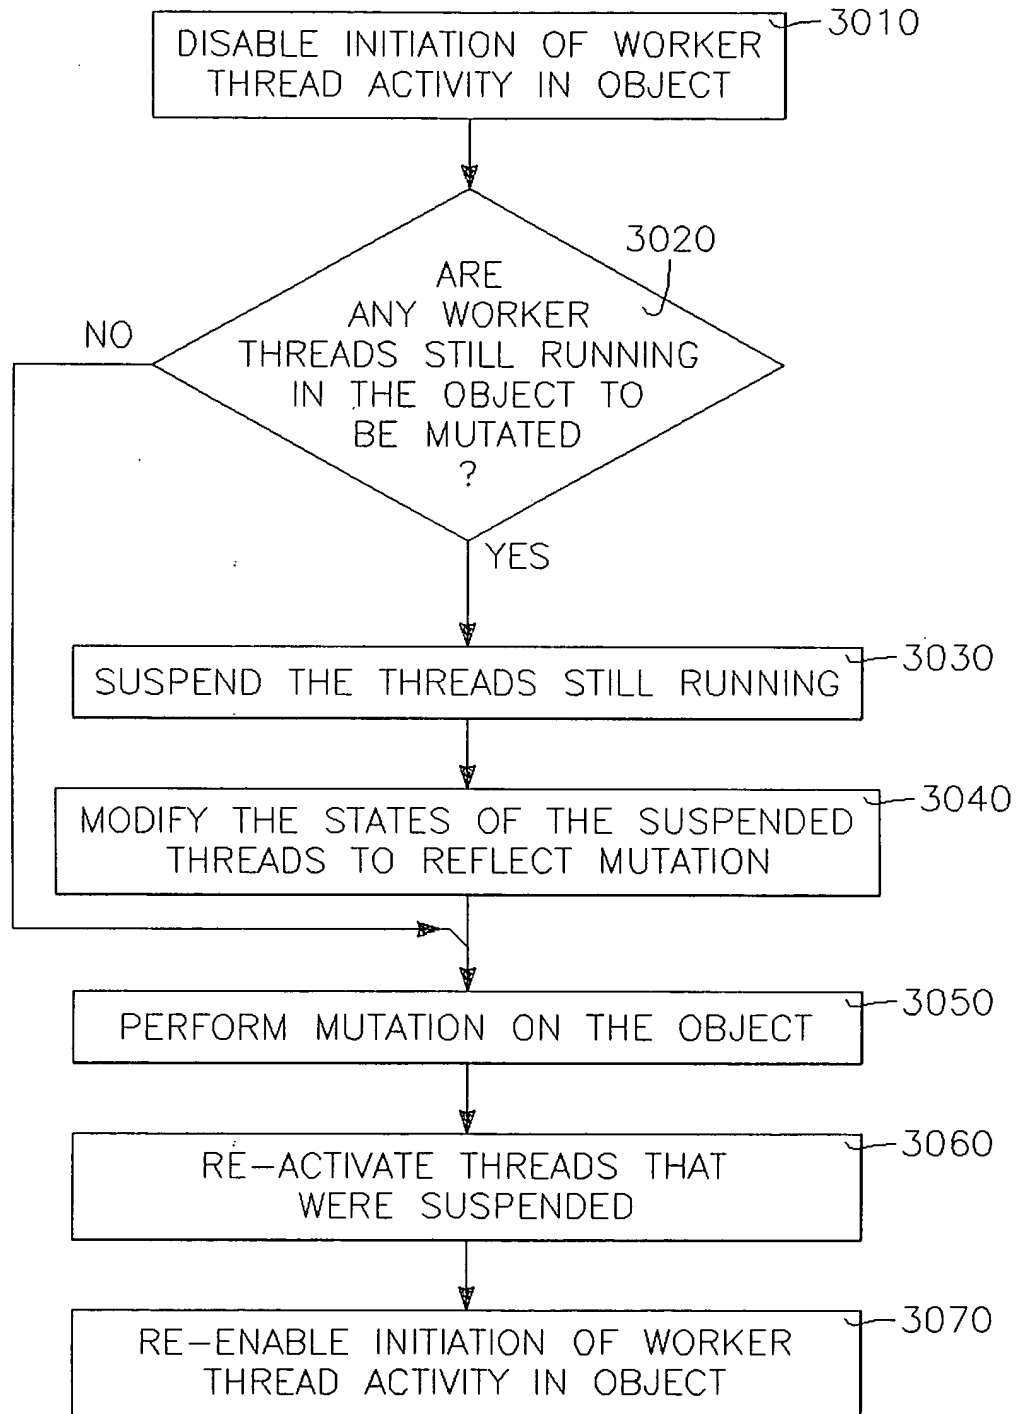 3010
DISABLE INITIATION OF WORKER
THREAD ACTIVITY IN OBJECT
3020
ARE
ANY WORKER
THREADS STILL RUNNING
IN THE OBJECT TO
BE MUTATED
?
NO
YES
3030
SUSPEND THE THREADS STILL RUNNING
3040
MODIFY THE STATES OF THE SUSPENDED
THREADS TO REFLECT MUTATION
3050
PERFORM MUTATION ON THE OBJECT
3060
RE-ACTIVATE THREADS THAT
WERE SUSPENDED
3070
RE-ENABLE INITIATION OF WORKER
THREAD ACTIVITY IN OBJECT